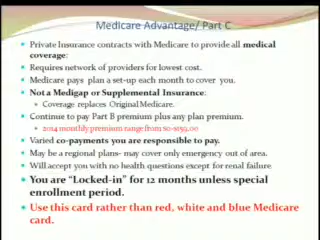 Medicare Advantage/ Part C
Private Insurance contracts with Medicare to provide all medical
coverage:
Requires network of providers for lowest cost.
Medicare pays plan a set-up each month to cover you.
Not a Medigap or Supplemental Insurance:
Coverage replaces Original Medicare.
Continue to pay Part B premium plus any plan premium.
2014 monthly premium range from $0-$159.00
Varied co-payments you are responsible for.
May be a regional plans- may cover only emergency out of area.
Will accept you with no health questions except for renal failure
You are “Locked-in” for 12 months unless special
enrollment period.
Use this card rather than red, white and blue Medicare
card.